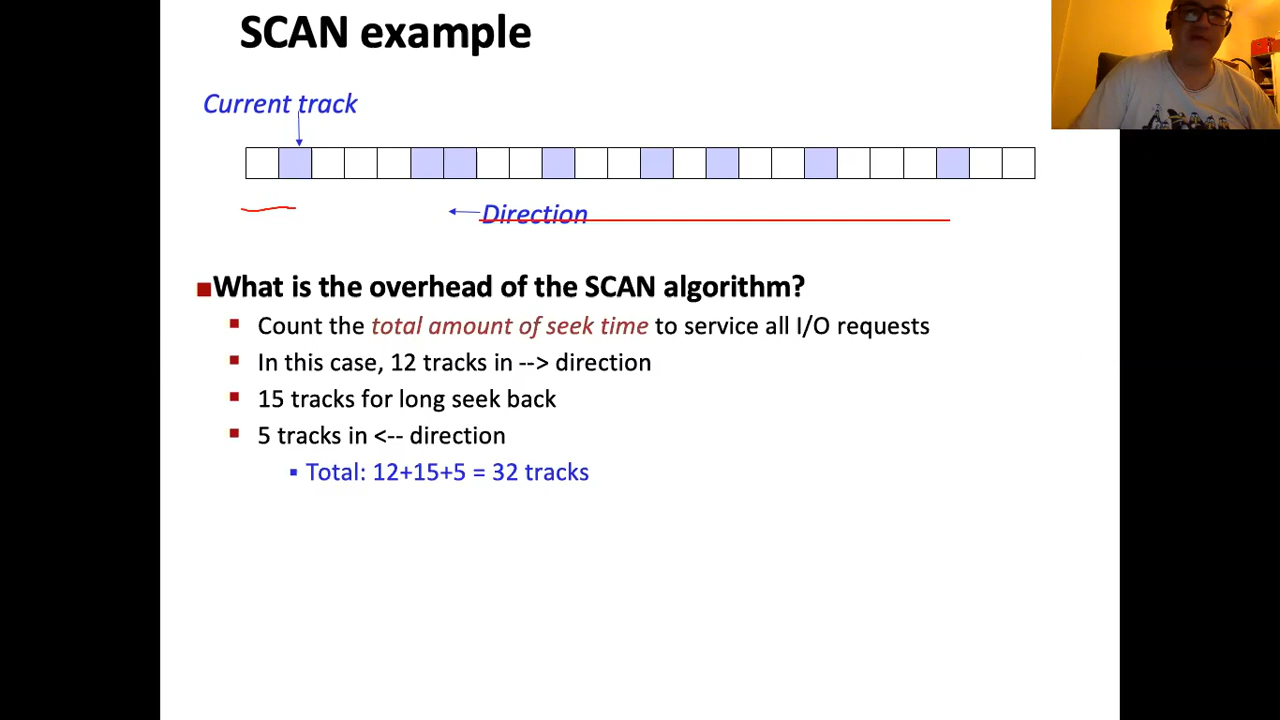 SCAN example
Current track
Direction
What is the overhead of the SCAN algorithm?
Count the total amount of seek time to service all I/O requests
In this case, 12 tracks in --> direction
15 tracks for long seek back
5 tracks in <-- direction
Total: 12+15+5 = 32 tracks